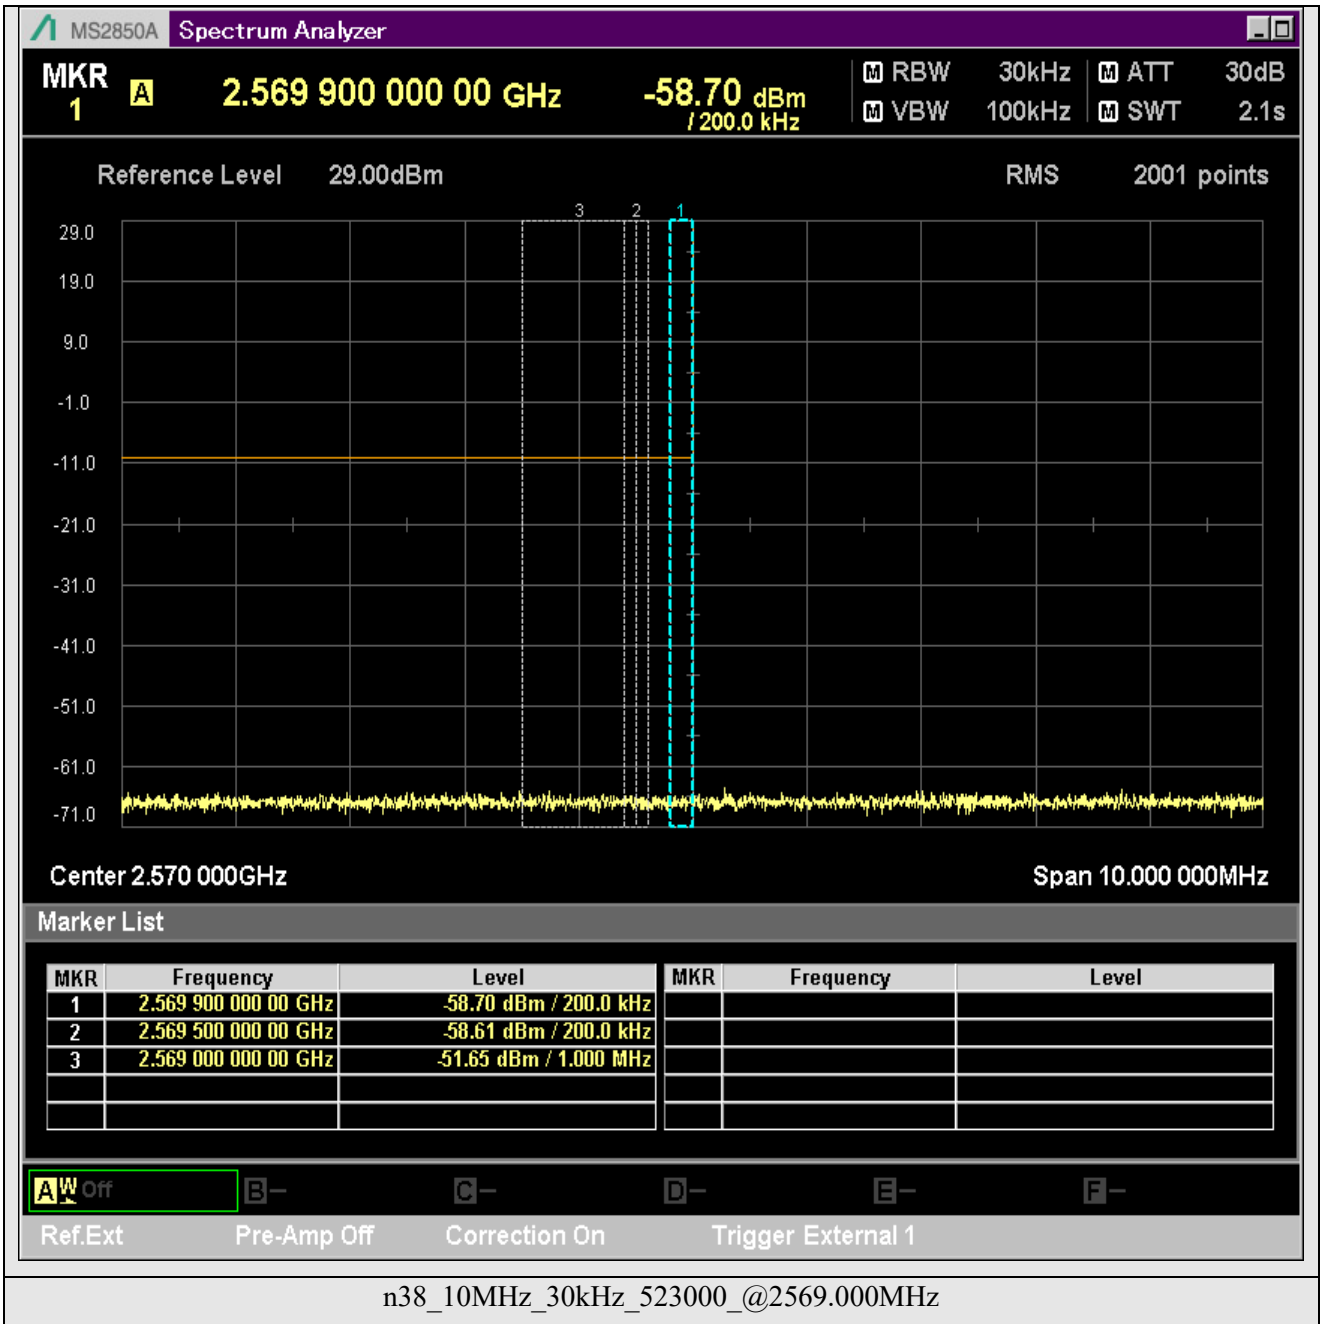 MS2850A Spectrum Analyzer
MKR 1 A 2.569 900 000 00 GHz -58.70 dBm / 200.0 kHz
M RBW 30kHz M ATT 30dB
M VBW 100kHz M SWT 2.1s
Reference Level 29.00dBm RMS 2001 points
3 2 1
29.0
19.0
9.0
-1.0
-11.0
-21.0
-31.0
-41.0
-51.0
-61.0
-71.0
Center 2.570 000GHz Span 10.000 000MHz
Marker List
MKR Frequency Level MKR Frequency Level
1 2.569 900 000 00 GHz -58.70 dBm / 200.0 kHz
2 2.569 500 000 00 GHz -58.61 dBm / 200.0 kHz
3 2.569 000 000 00 GHz -51.65 dBm / 1.000 MHz
A W Off B - C - D - E - F -
Ref.Ext Pre-Amp Off Correction On Trigger External 1
n38_10MHz_30kHz_523000_@2569.000MHz